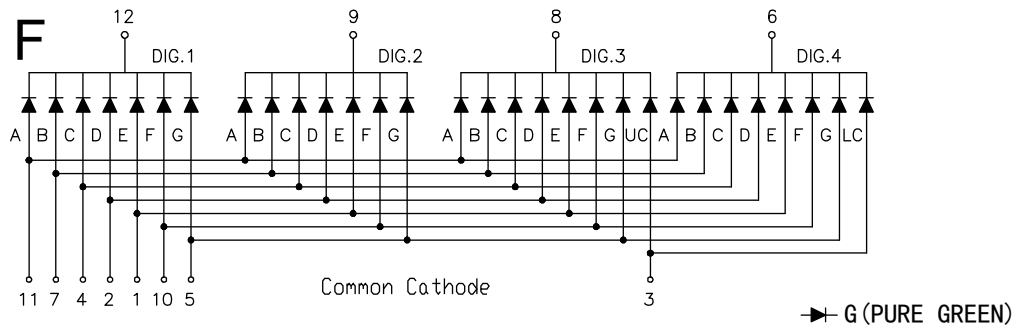 F
12 9 8 6
DIG.1 DIG.2 DIG.3 DIG.4
A B C D E F G A B C D E F G A B C D E F G UC A B C D E F G LC
11 7 4 2 1 10 5 3
Common Cathode
G(PURE GREEN)